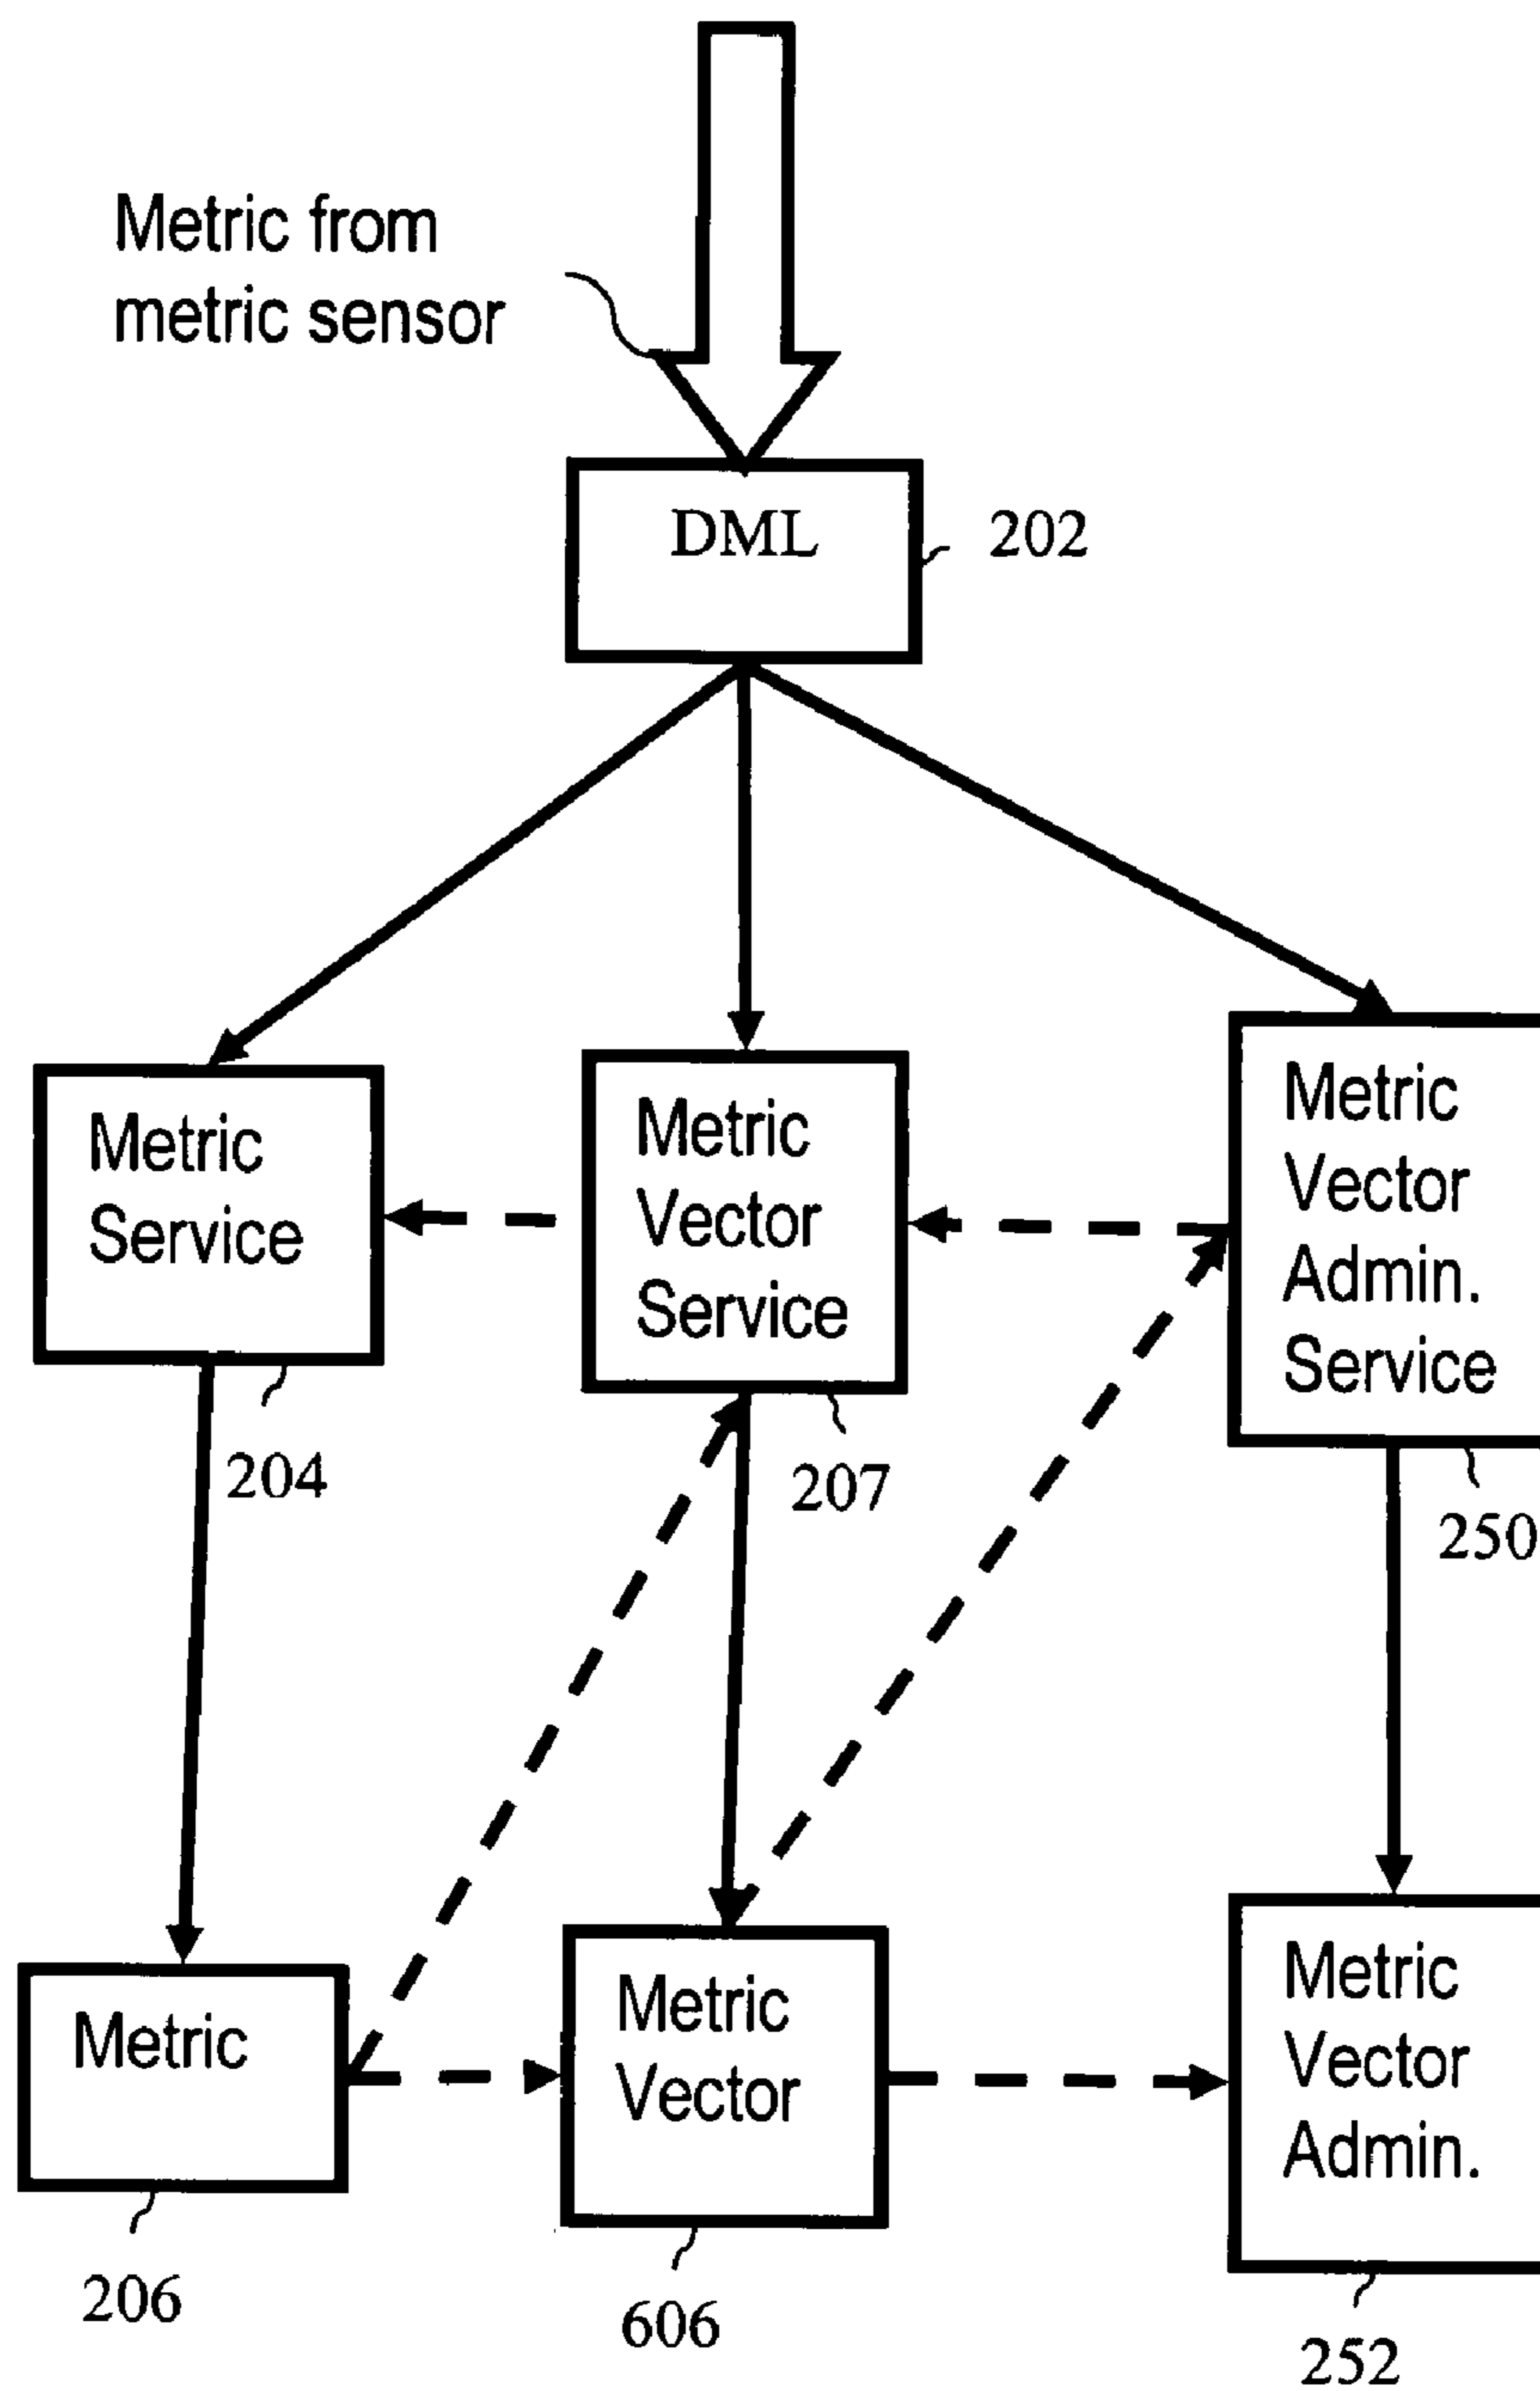 Metric from
metric sensor
DML
202
Metric
Service
204
Metric
Vector
Service
207
Metric
Vector
Admin.
Service
250
Metric
206
Metric
Vector
606
Metric
Vector
Admin.
252